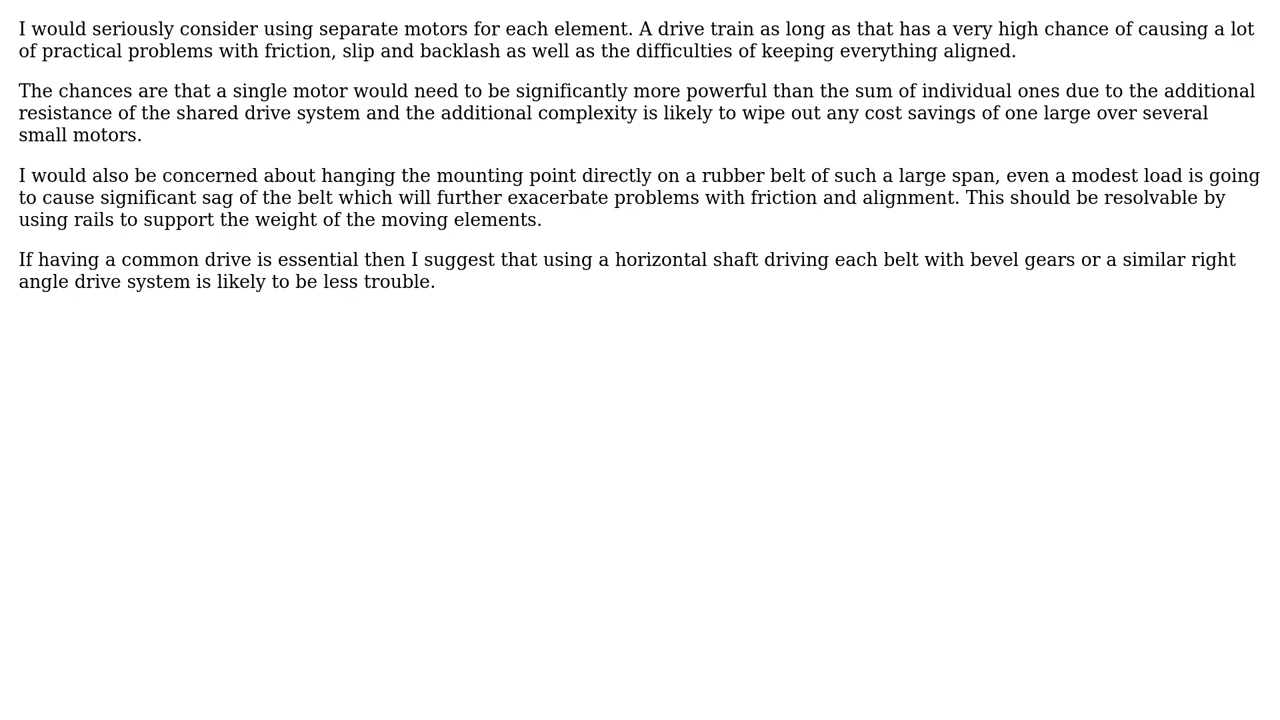 I would seriously consider using separate motors for each element. A drive train as long as that has a very high chance of causing a lot
of practical problems with friction, slip and backlash as well as the difficulties of keeping everything aligned.
The chances are that a single motor would need to be significantly more powerful than the sum of individual ones due to the additional
resistance of the shared drive system and the additional complexity is likely to wipe out any cost savings of one large over several
small motors.
I would also be concerned about hanging the mounting point directly on a rubber belt of such a large span, even a modest load is going
to cause significant sag of the belt which will further exacerbate problems with friction and alignment. This should be resolvable by
using rails to support the weight of the moving elements.
If having a common drive is essential then I suggest that using a horizontal shaft driving each belt with bevel gears or a similar right
angle drive system is likely to be less trouble.